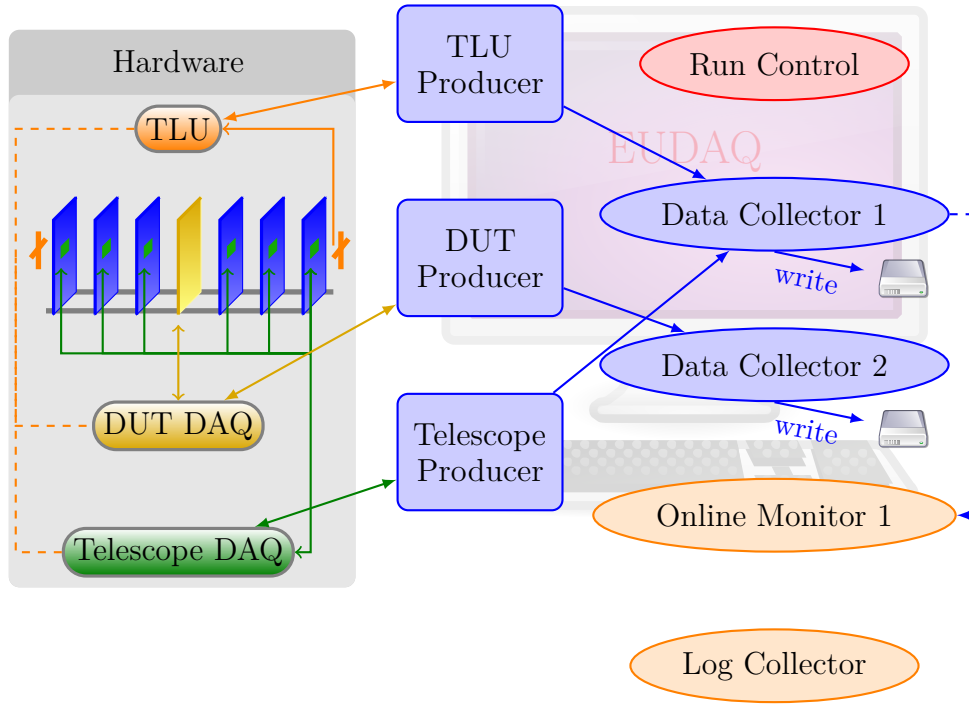 Hardware
TLU
DUT DAQ
Telescope DAQ
TLU
Producer
DUT
Producer
Telescope
Producer
Run Control
EUDAQ
Data Collector 1
write
Data Collector 2
write
Online Monitor 1
Log Collector